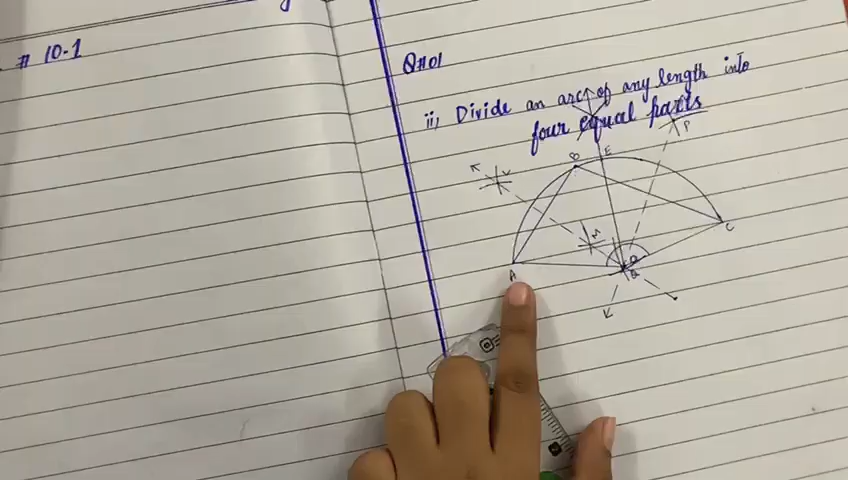 # 10-1
Q#01
ii, Divide an arc of any length into
four equal parts
P
B E
M
C
A